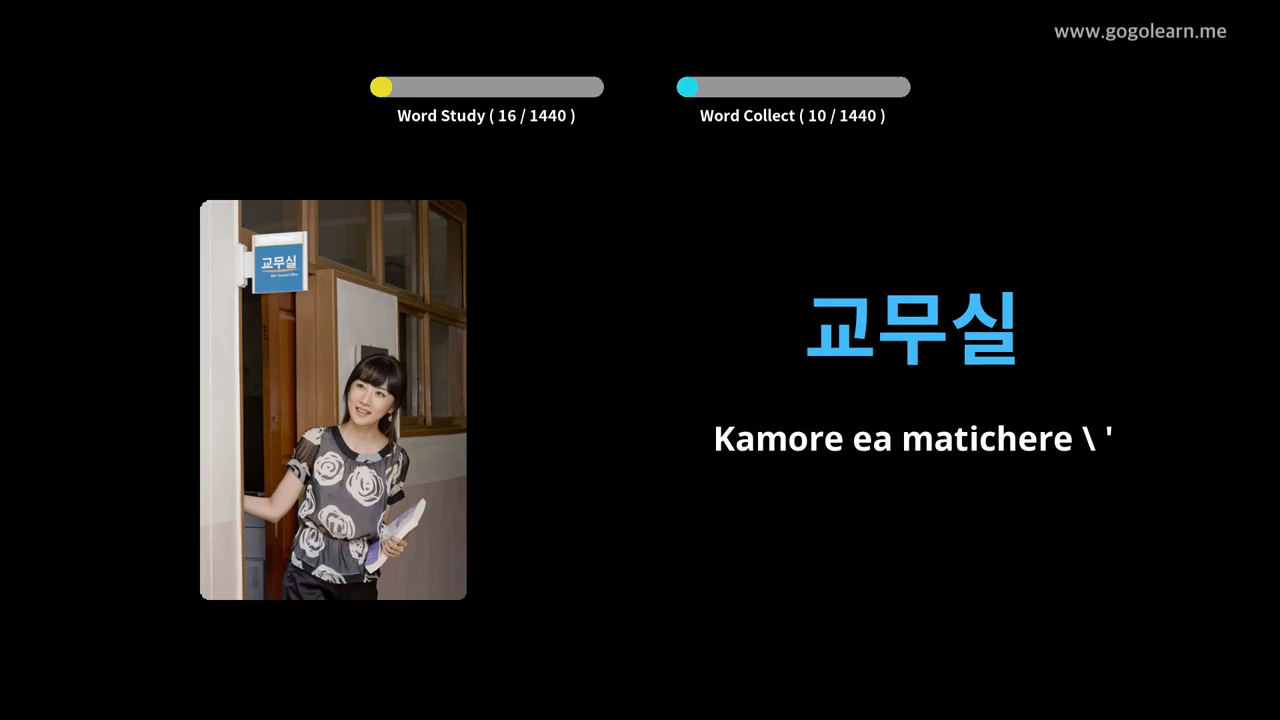 www.gogolearn.me
Word Study ( 16 / 1440 )
Word Collect ( 10 / 1440 )
교무실
교무실
Kamore ea matichere \ '